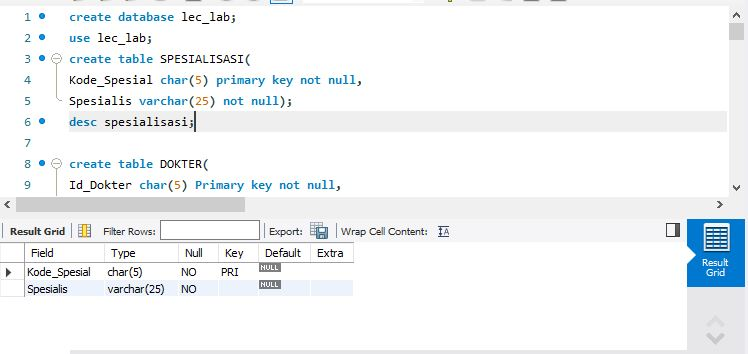 1 create database lec_lab;
2 use lec_lab;
3 create table SPESIALISASI(
4 Kode_Spesial char(5) primary key not null,
5 Spesialis varchar(25) not null);
6 desc spesialisasi;
7
8 create table DOKTER(
9 Id_Dokter char(5) Primary key not null,
Result Grid Filter Rows: Export: Wrap Cell Content: IA
Field Type Null Key Default Extra
Kode_Spesial char(5) NO PRI NULL
Spesialis varchar(25) NO NULL
Result
Grid